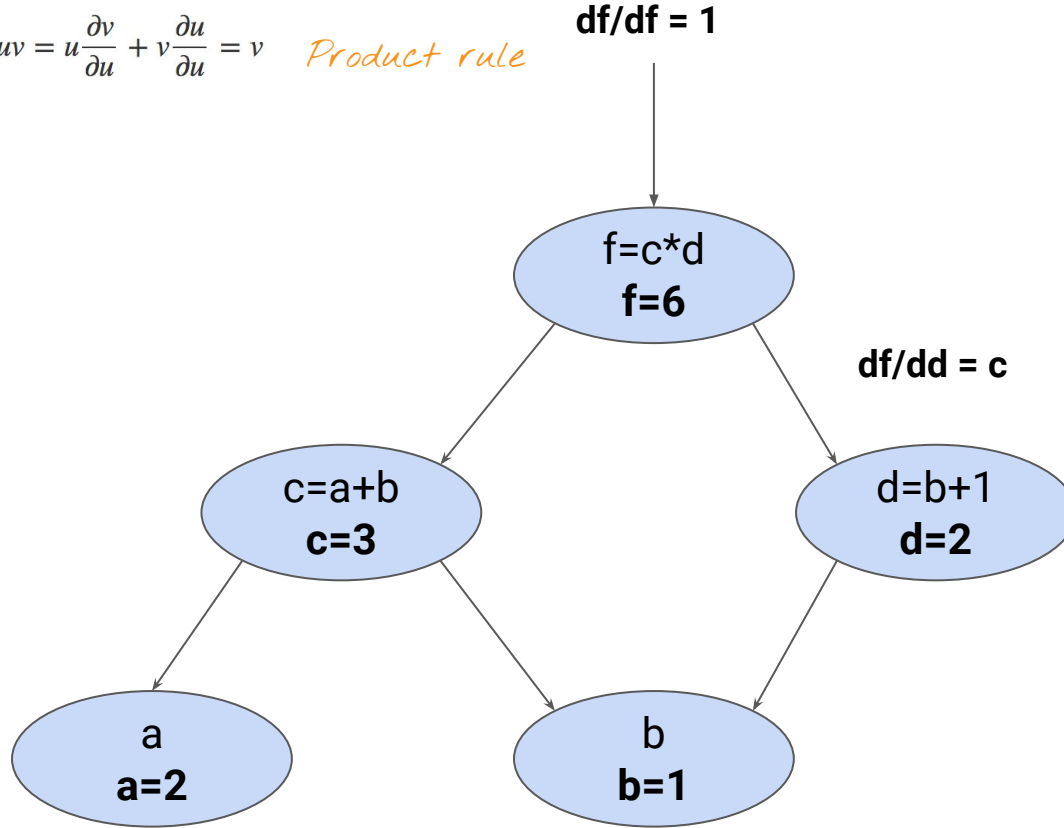 df/df = 1
uv = u ∂v/∂u + v ∂u/∂u = v
Product rule
f=c*d
f=6
df/dd = c
c=a+b
c=3
d=b+1
d=2
a
a=2
b
b=1